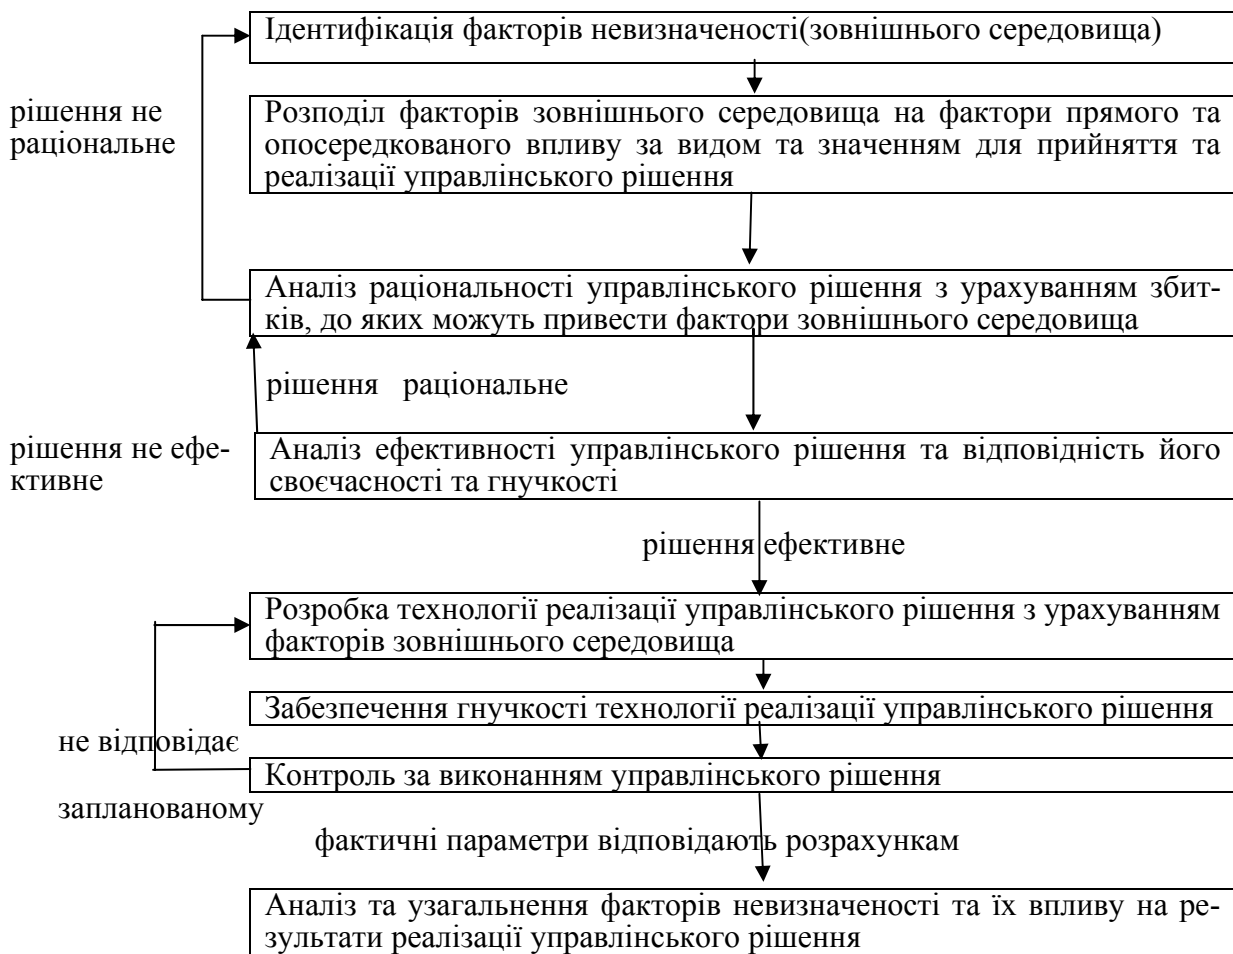 Ідентифікація факторів невизначеності(зовнішнього середовища)
рішення не
раціональне
Розподіл факторів зовнішнього середовища на фактори прямого та
опосередкованого впливу за видом та значенням для прийняття та
реалізації управлінського рішення
Аналіз раціональності управлінського рішення з урахуванням збит-
ків, до яких можуть привести фактори зовнішнього середовища
рішення раціональне
рішення не ефе-
ктивне
Аналіз ефективності управлінського рішення та відповідність його
своєчасності та гнучкості
рішення ефективне
Розробка технології реалізації управлінського рішення з урахуванням
факторів зовнішнього середовища
Забезпечення гнучкості технології реалізації управлінського рішення
не відповідає
Контроль за виконанням управлінського рішення
запланованому
фактичні параметри відповідають розрахункам
Аналіз та узагальнення факторів невизначеності та їх впливу на ре-
зультати реалізації управлінського рішення